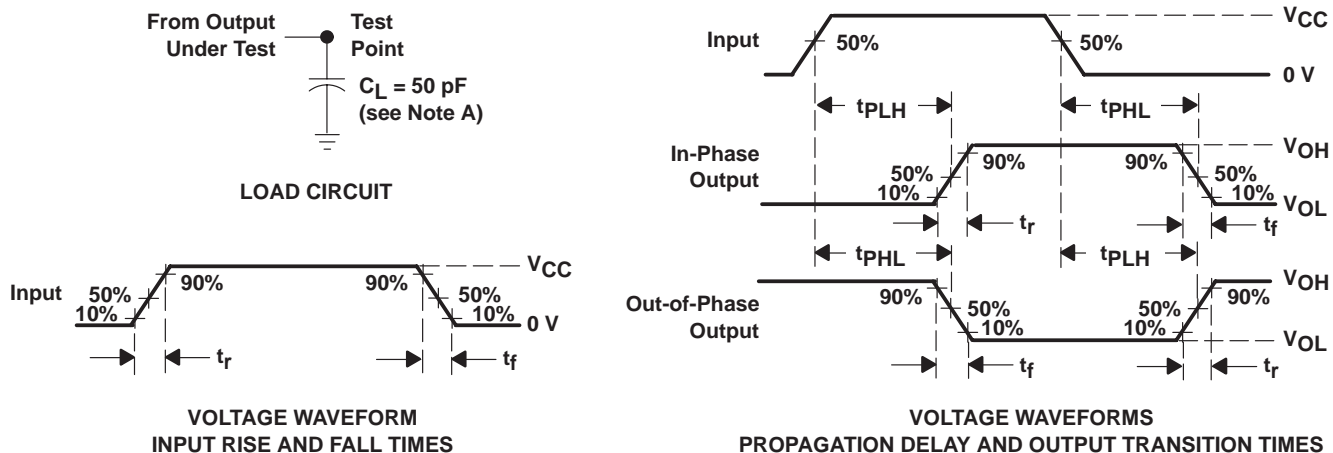 From Output
Under Test
Test
Point
CL = 50 pF
(see Note A)
LOAD CIRCUIT
Input
50%
10%
90%
90%
50%
10%
VCC
0 V
tr
tf
VOLTAGE WAVEFORM
INPUT RISE AND FALL TIMES
Input
50%
50%
VCC
0 V
tPLH
tPHL
In-Phase
Output
50%
10%
90%
90%
50%
10%
VOH
VOL
tr
tf
tPHL
tPLH
Out-of-Phase
Output
90%
50%
10%
50%
10%
90%
VOH
VOL
tf
tr
VOLTAGE WAVEFORMS
PROPAGATION DELAY AND OUTPUT TRANSITION TIMES